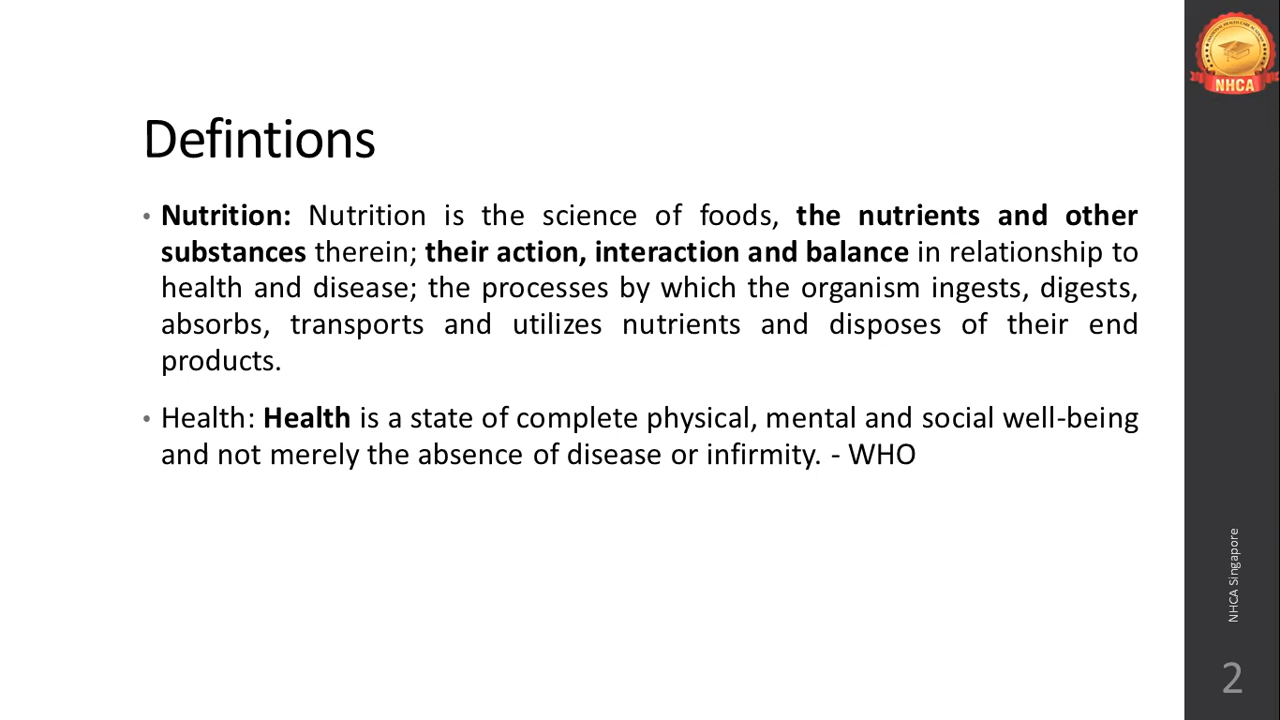 Defintions
• Nutrition: Nutrition is the science of foods, the nutrients and other
substances therein; their action, interaction and balance in relationship to
health and disease; the processes by which the organism ingests, digests,
absorbs, transports and utilizes nutrients and disposes of their end
products.
• Health: Health is a state of complete physical, mental and social well-being
and not merely the absence of disease or infirmity. - WHO
NHCA
NHCA Singapore
2